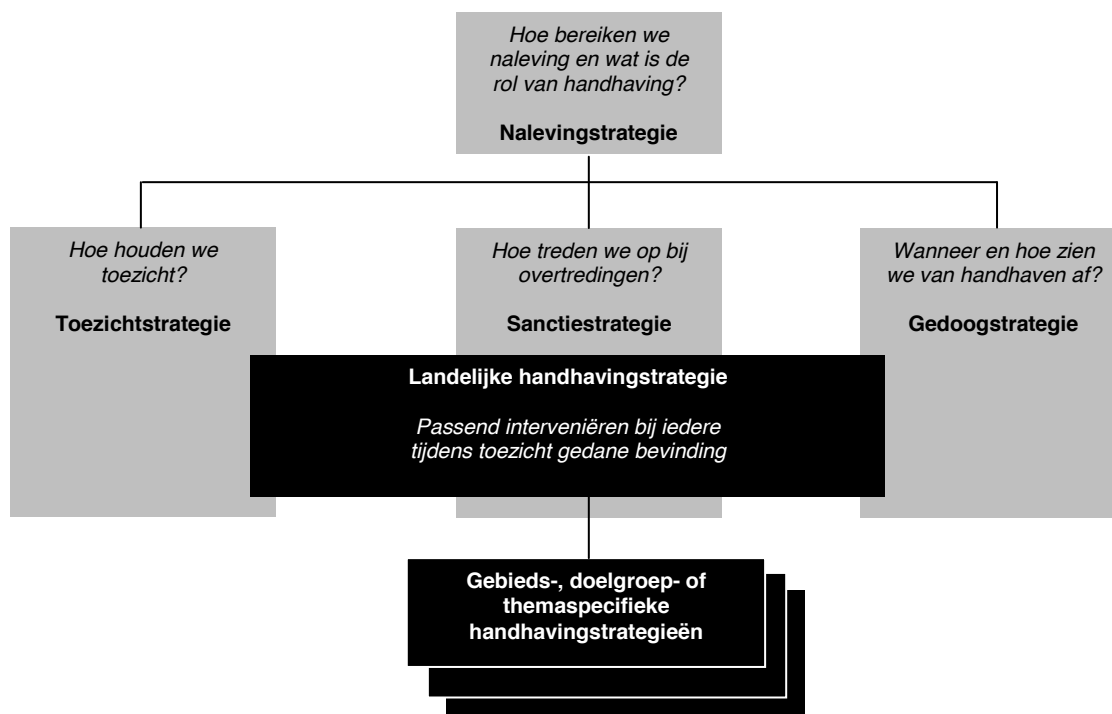 Hoe bereiken we
naleving en wat is de
rol van handhaving?
Nalevingstrategie
Hoe houden we
toezicht?
Toezichtstrategie
Hoe treden we op bij
overtredingen?
Sanctiestrategie
Wanneer en hoe zien
we van handhaven af?
Gedoogstrategie
Landelijke handhavingstrategie
Passend interveniëren bij iedere
tijdens toezicht gedane bevinding
Gebieds-, doelgroep- of
themaspecifieke
handhavingstrategieën